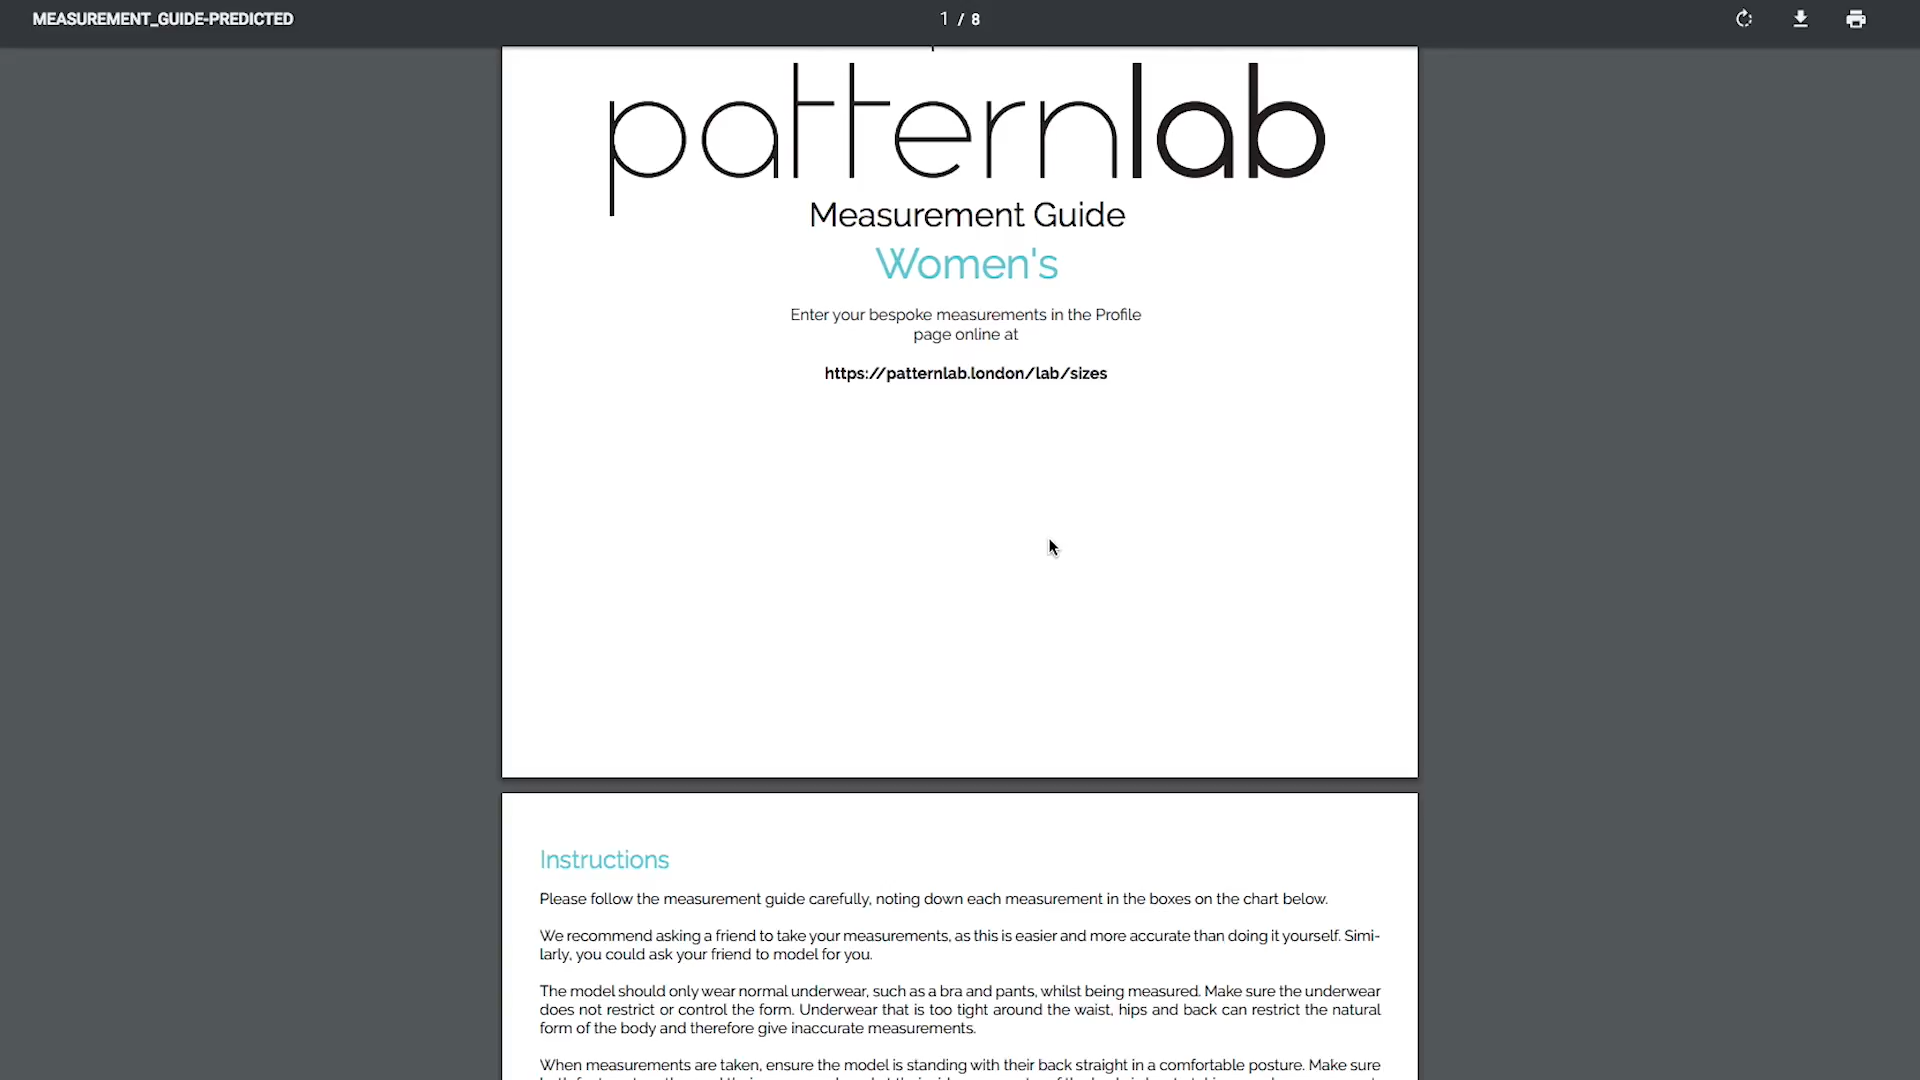 MEASUREMENT_GUIDE-PREDICTED
1 / 8
patternlab
Measurement Guide
Women's
Enter your bespoke measurements in the Profile
page online at
https://patternlab.london/lab/sizes
Instructions
Please follow the measurement guide carefully, noting down each measurement in the boxes on the chart below.
We recommend asking a friend to take your measurements, as this is easier and more accurate than doing it yourself. Simi-
larly, you could ask your friend to model for you.
The model should only wear normal underwear, such as a bra and pants, whilst being measured. Make sure the underwear
does not restrict or control the form. Underwear that is too tight around the waist, hips and back can restrict the natural
form of the body and therefore give inaccurate measurements.
When measurements are taken, ensure the model is standing with their back straight in a comfortable posture. Make sure